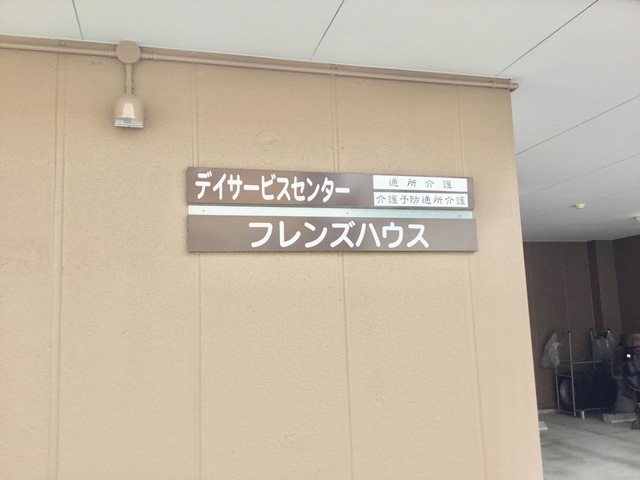 デイサービスセンター
通所介護
介護予防通所介護
フレンズハウス